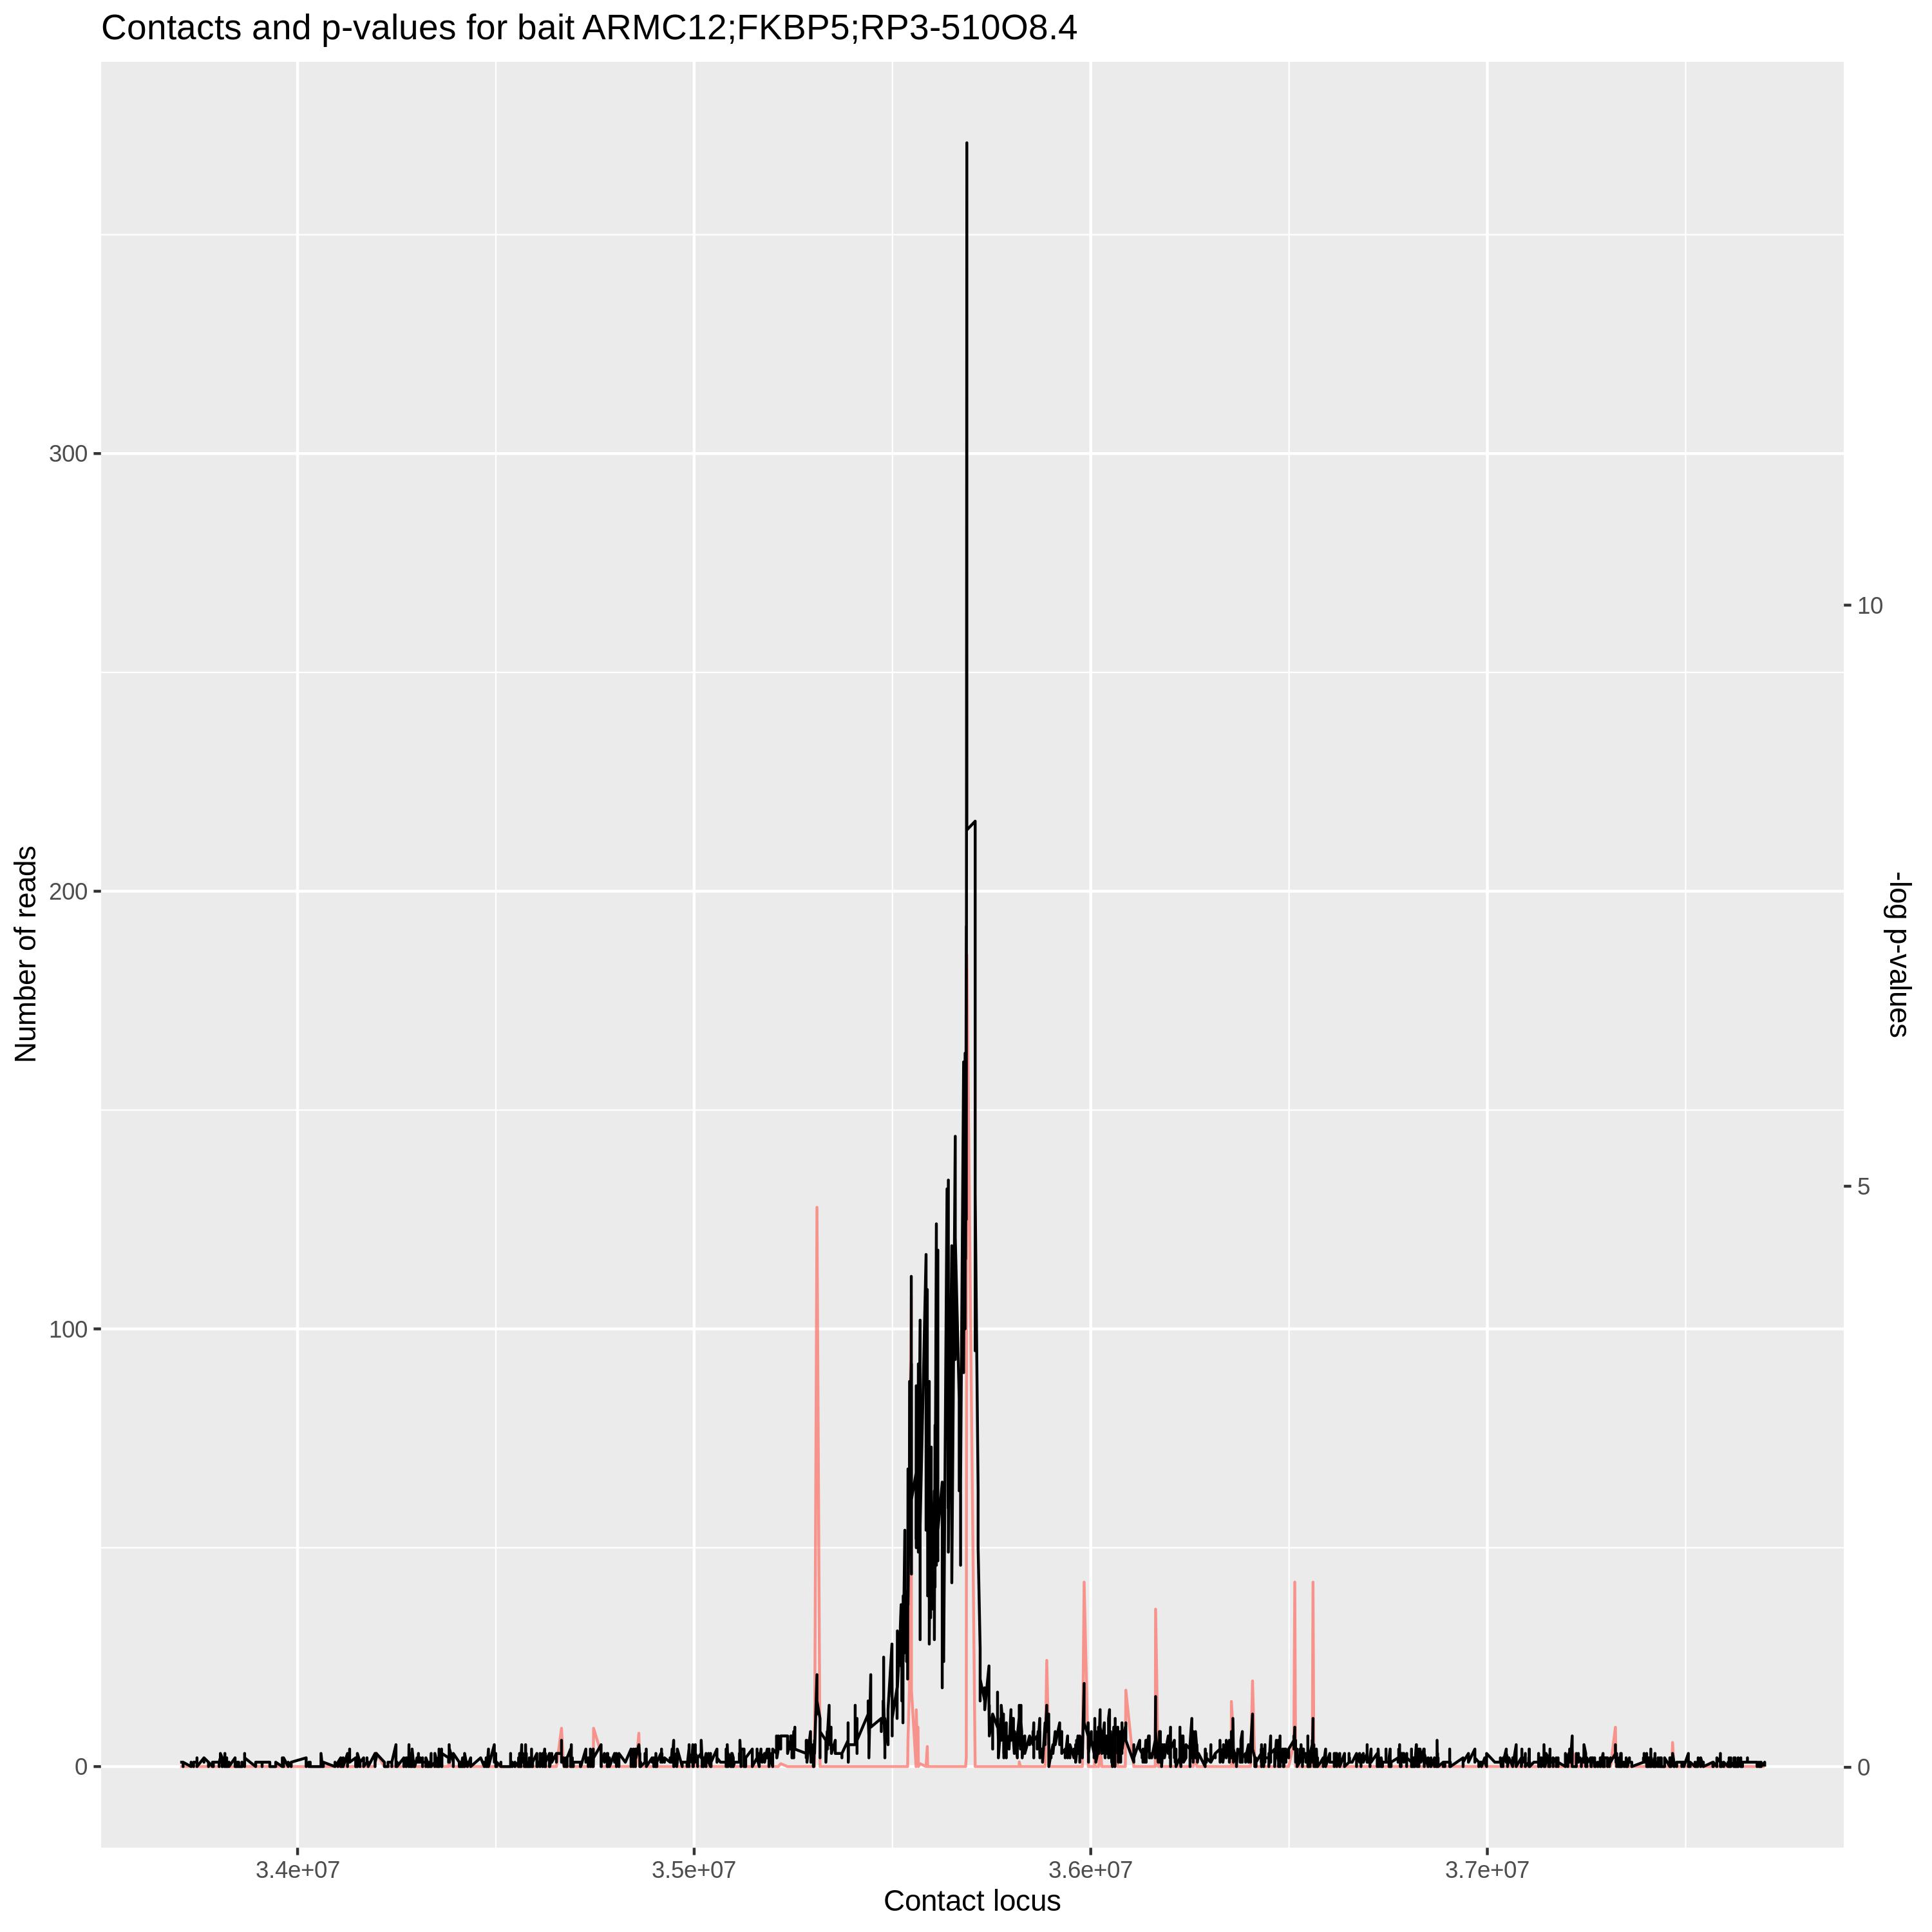 Contacts and p-values for bait ARMC12;FKBP5;RP3-510O8.4
Number of reads
300
200
100
0
10
5
0
-log p-values
3.4e+07
3.5e+07
3.6e+07
3.7e+07
Contact locus